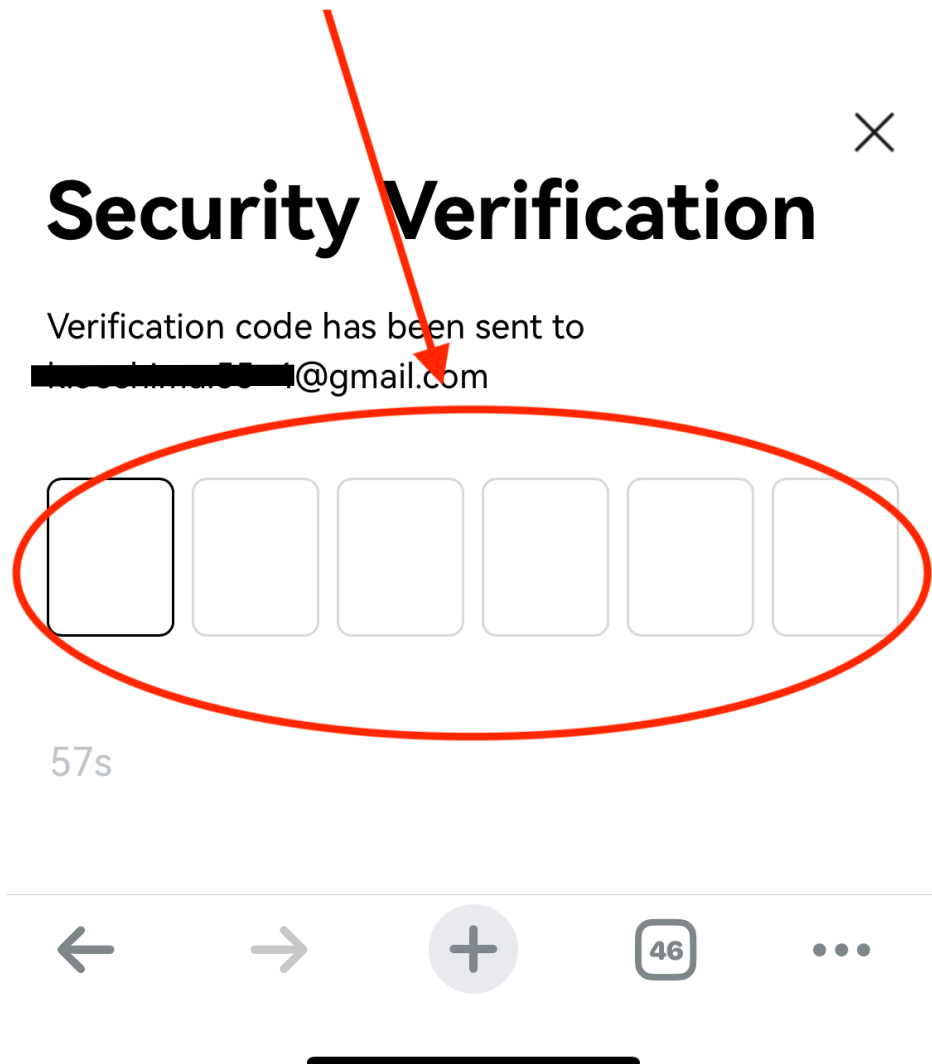 Security Verification
Verification code has been sent to
@gmail.com
57s
46